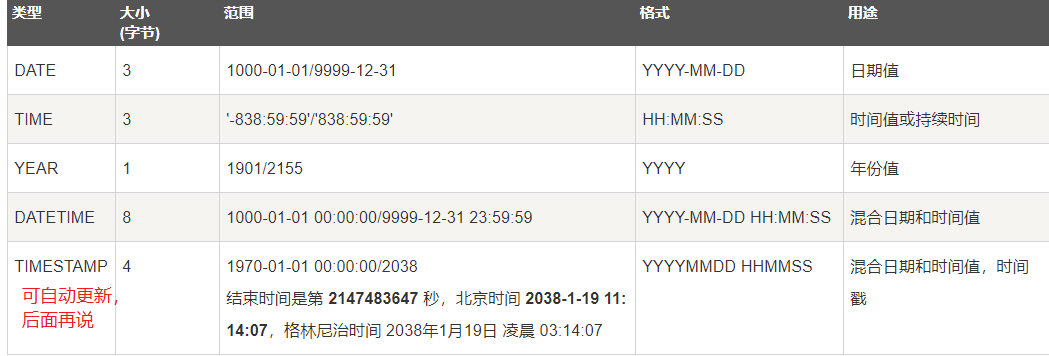 类型 大小 范围 格式 用途
(字节)
DATE 3 1000-01-01/9999-12-31 YYYY-MM-DD 日期值
TIME 3 '-838:59:59'/'838:59:59' HH:MM:SS 时间值或持续时间
YEAR 1 1901/2155 YYYY 年份值
DATETIME 8 1000-01-01 00:00:00/9999-12-31 23:59:59 YYYY-MM-DD HH:MM:SS 混合日期和时间值
TIMESTAMP 4 1970-01-01 00:00:00/2038 YYYYMMDD HHMMSS 混合日期和时间值，时间
可自动更新， 结束时间是第 2147483647 秒，北京时间 2038-1-19 11: 戳
后面再说 14:07，格林尼治时间 2038年1月19日 凌晨 03:14:07